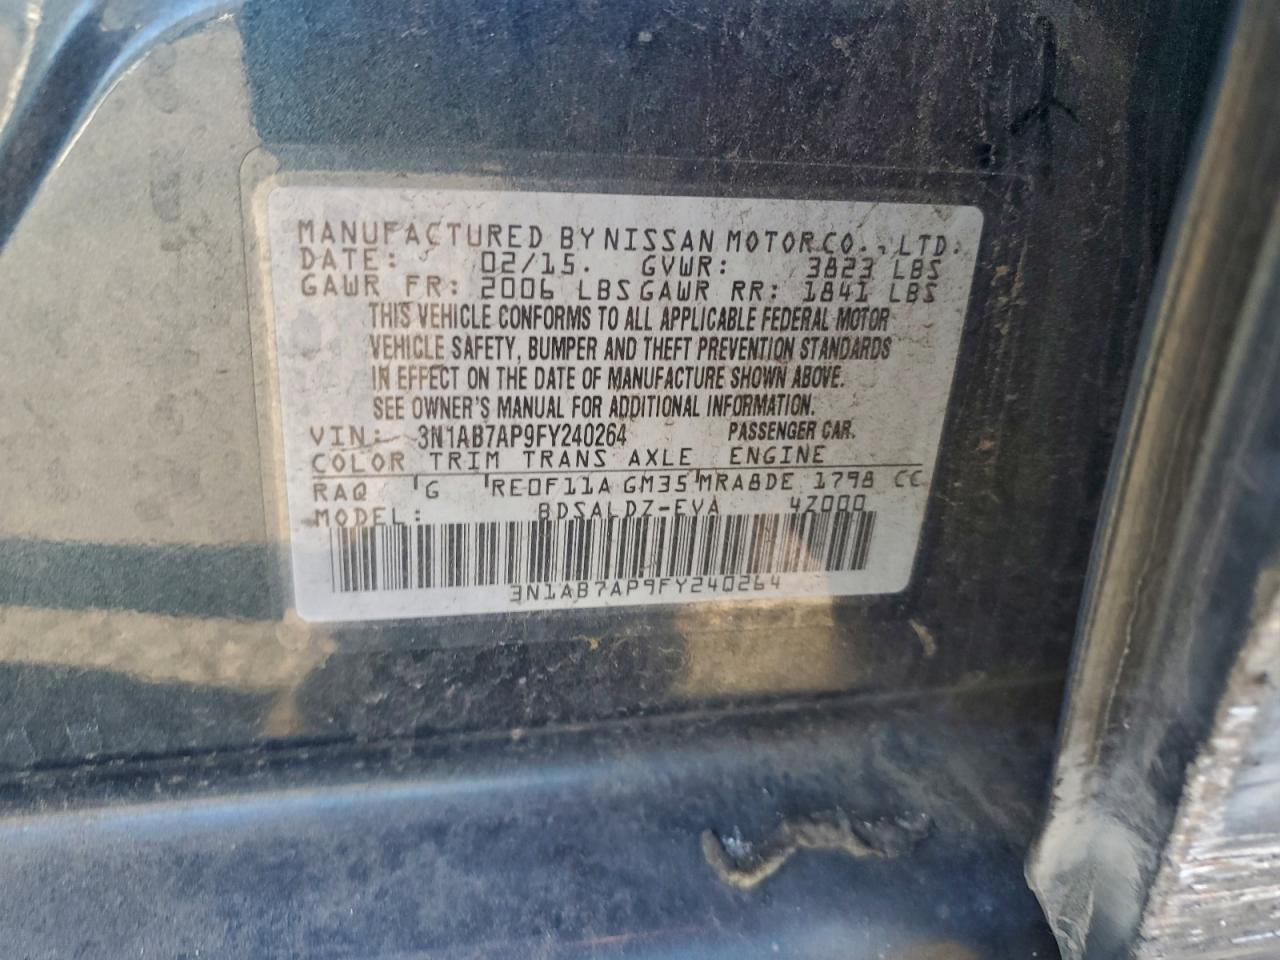 MANUFACTURED BY NISSAN MOTOR CO., LTD.
DATE: 02/15. GVWR: 3823 LBS
GAWR FR: 2006 LBS GAWR RR: 1841 LBS
THIS VEHICLE CONFORMS TO ALL APPLICABLE FEDERAL MOTOR
VEHICLE SAFETY, BUMPER AND THEFT PREVENTION STANDARDS
IN EFFECT ON THE DATE OF MANUFACTURE SHOWN ABOVE.
SEE OWNER'S MANUAL FOR ADDITIONAL INFORMATION.
VIN: 3N1AB7AP9FY240264 PASSENGER CAR.
COLOR TRIM TRANS AXLE ENGINE
RAQ G RE0F11A GM35 MRA8DE 1798 CC
MODEL: BDSALDZ-EVA 4Z000
3N1AB7AP9FY240264